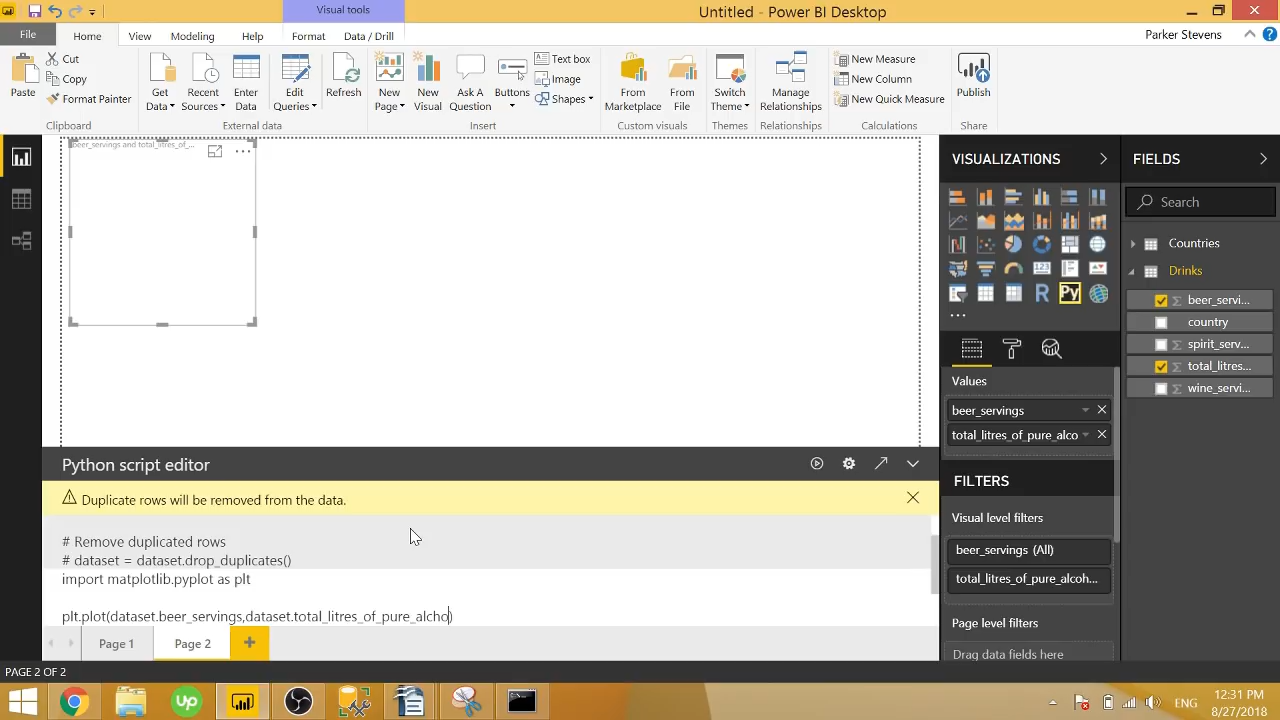 Visual tools
Untitled - Power BI Desktop
File
Home
View
Modeling
Help
Format
Data / Drill
Parker Stevens
Paste
Cut
Copy
Format Painter
Clipboard
Get
Data
Recent
Sources
Enter
Data
Edit
Queries
Refresh
External data
New
Page
New
Visual
Ask A
Question
Buttons
Text box
Image
Shapes
Insert
From
Marketplace
From
File
Custom visuals
Switch
Theme
Themes
Manage
Relationships
Relationships
New Measure
New Column
New Quick Measure
Calculations
Publish
Share
beer_servings and total_litres_of_...
VISUALIZATIONS
FIELDS
Search
Countries
Drinks
beer_servi...
country
spirit_serv...
total_litres...
wine_servi...
R
Py
123
Values
beer_servings
total_litres_of_pure_alco
FILTERS
Visual level filters
beer_servings (All)
total_litres_of_pure_alcoh...
Page level filters
Drag data fields here
Python script editor
Duplicate rows will be removed from the data.
# Remove duplicated rows
# dataset = dataset.drop_duplicates()
import matplotlib.pyplot as plt
plt.plot(dataset.beer_servings,dataset.total_litres_of_pure_alcho)
Page 1
Page 2
PAGE 2 OF 2
Up
ENG
12:31 PM
8/27/2018